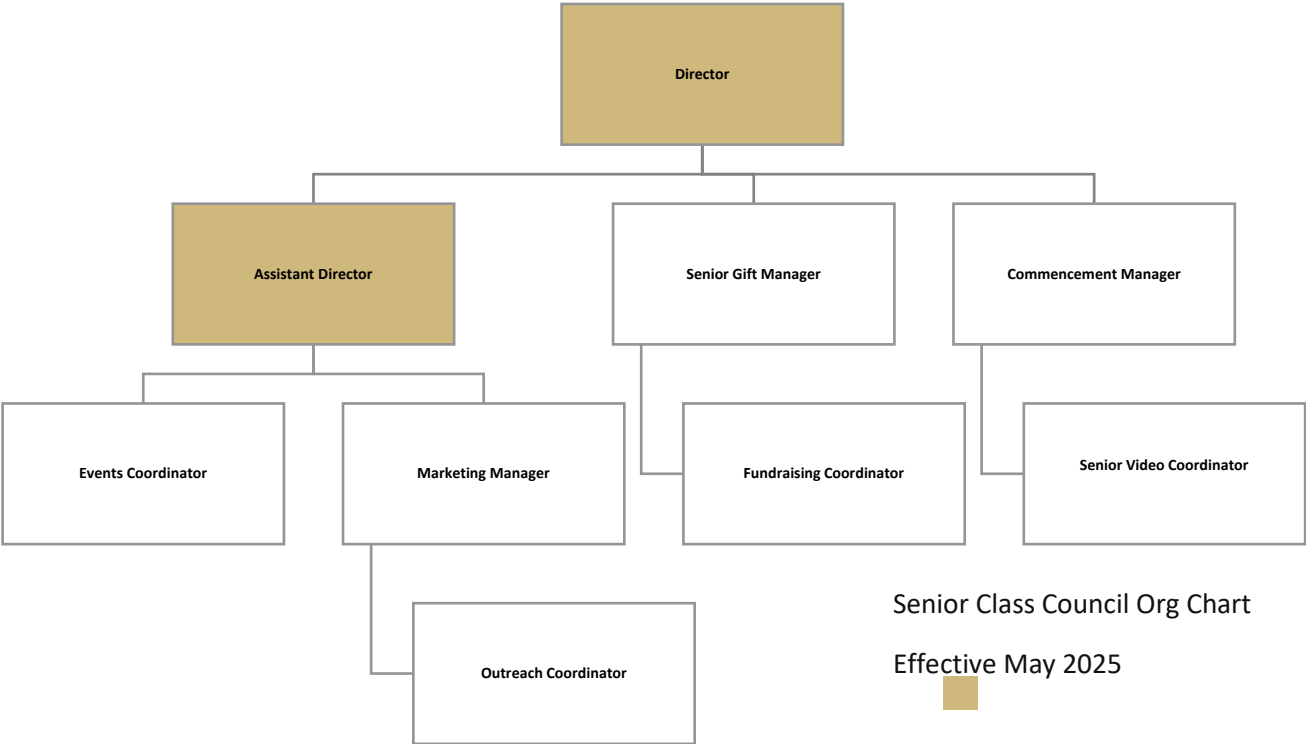 Director
Assistant Director
Senior Gift Manager
Commencement Manager
Events Coordinator
Marketing Manager
Fundraising Coordinator
Senior Video Coordinator
Outreach Coordinator
Senior Class Council Org Chart
Effective May 2025